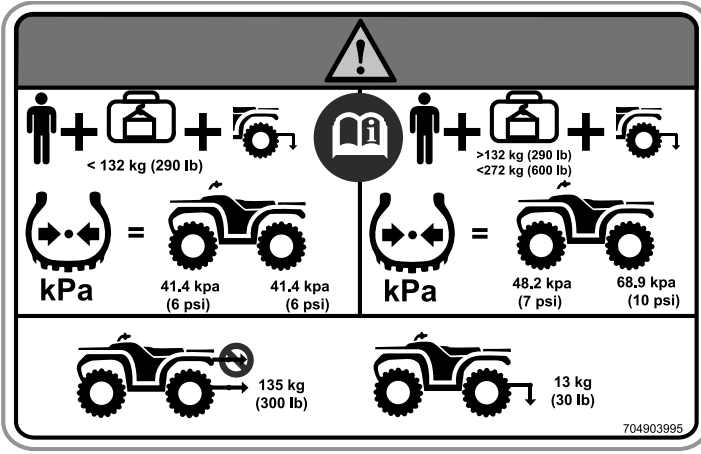 < 132 kg (290 lb)
kPa
=
41.4 kpa
(6 psi)
41.4 kpa
(6 psi)
>132 kg (290 lb)
<272 kg (600 lb)
kPa
=
48.2 kpa
(7 psi)
68.9 kpa
(10 psi)
135 kg
(300 lb)
13 kg
(30 lb)
704903995